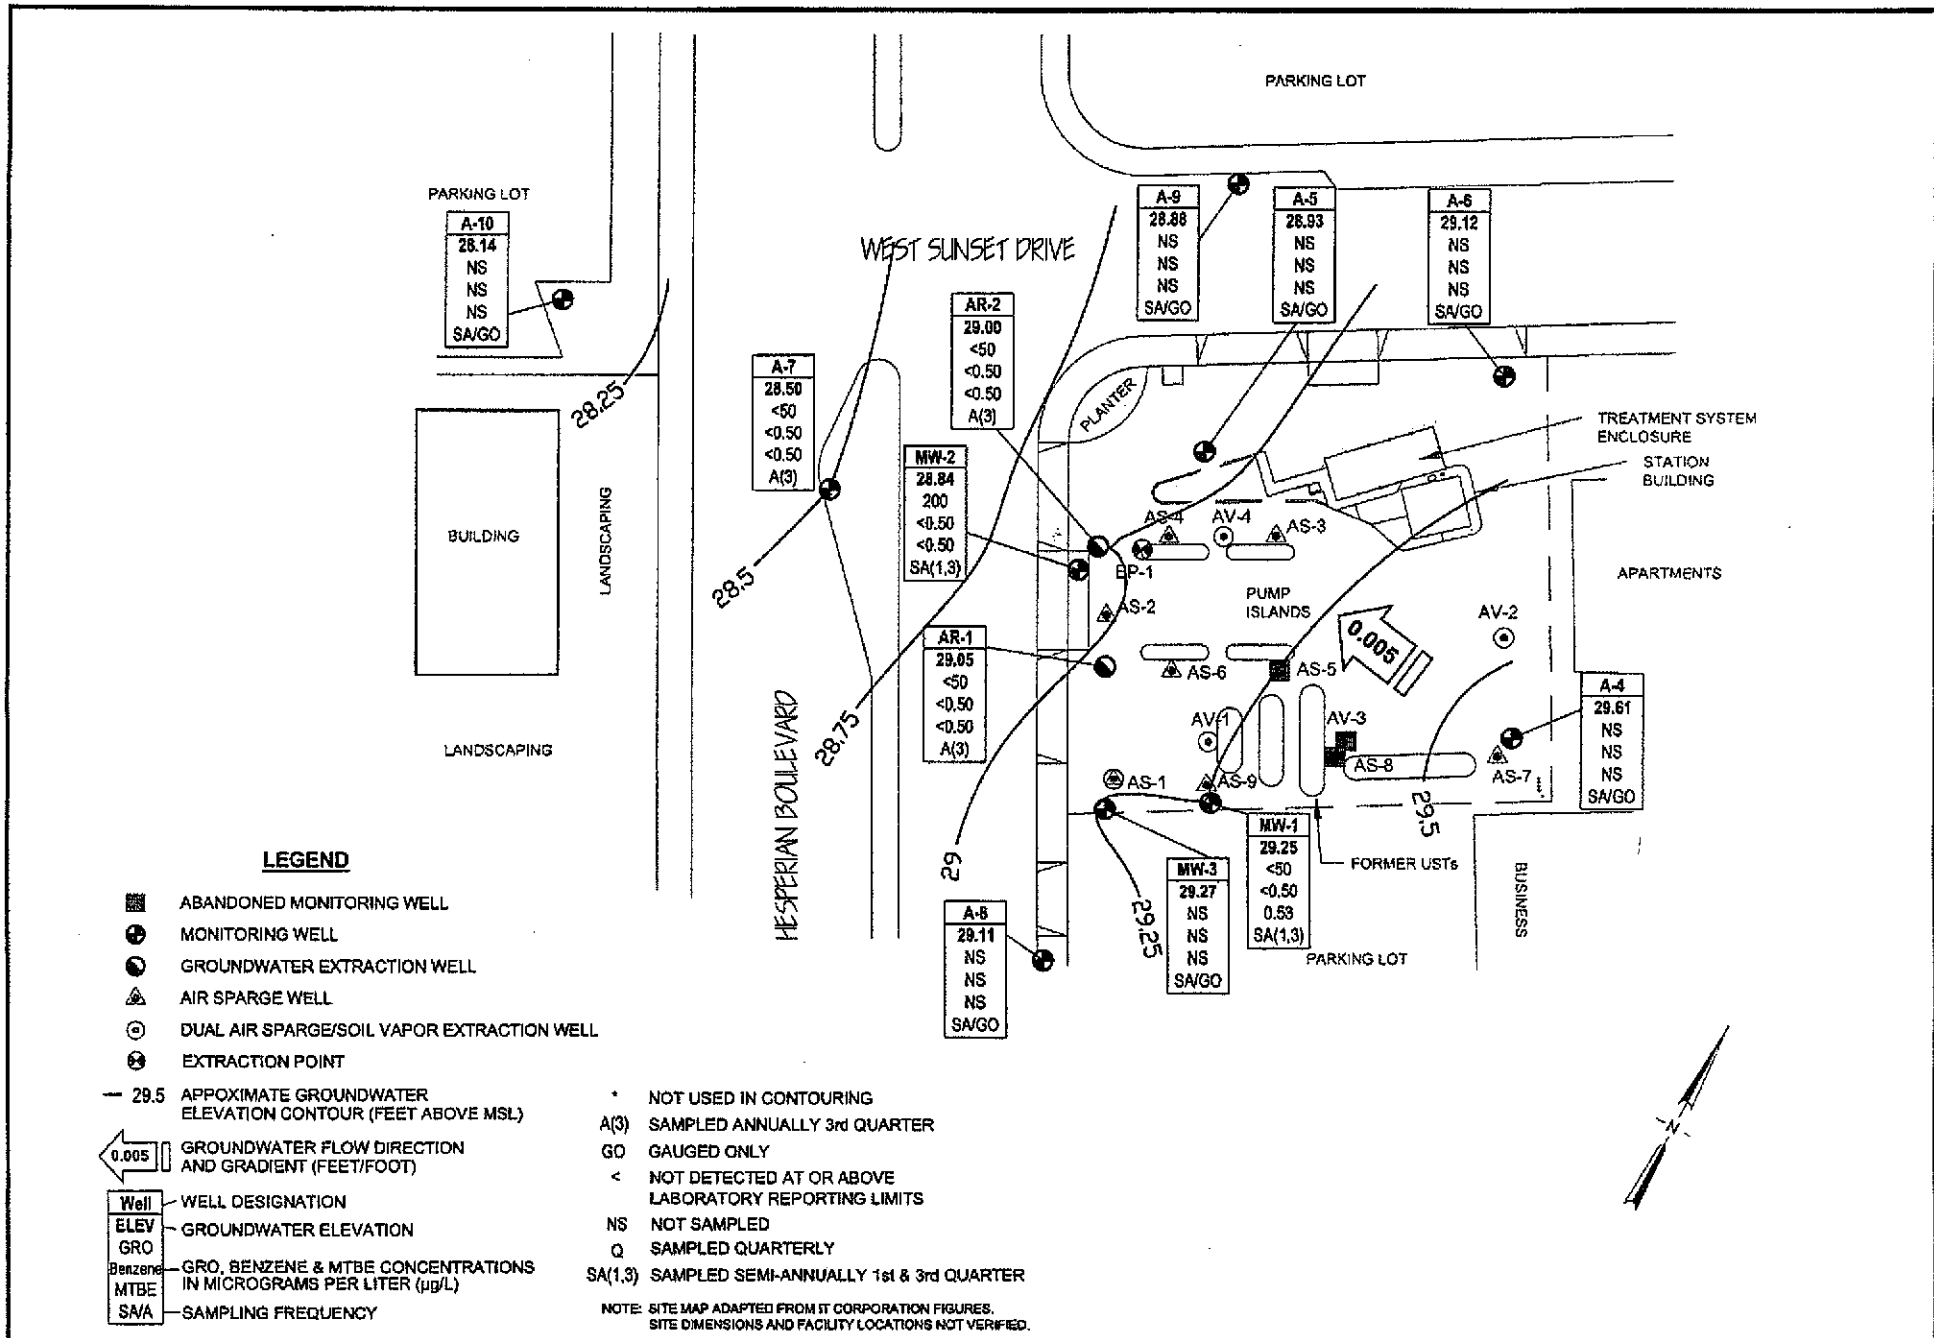 PARKING LOT
PARKING LOT
A-10
28.14
NS
NS
NS
SA/GO
WEST SUNSET DRIVE
A-9
28.88
NS
NS
NS
SA/GO
A-5
28.93
NS
NS
NS
SA/GO
A-6
29.12
NS
NS
NS
SA/GO
AR-2
29.00
<50
<0.50
<0.50
A(3)
A-7
28.50
<50
<0.50
<0.50
A(3)
MW-2
28.84
200
<0.50
<0.50
SA(1,3)
28.25
PLANTER
TREATMENT SYSTEM
ENCLOSURE
STATION
BUILDING
BUILDING
LANDSCAPING
28.5
AS-4
AV-4
AS-3
EP-1
AS-2
PUMP
ISLANDS
0.005
AV-2
APARTMENTS
AR-1
29.05
<50
<0.50
<0.50
A(3)
AS-6
AS-5
A-4
29.61
NS
NS
NS
SA/GO
LANDSCAPING
HESPERIAN BOULEVARD
28.75
AV-1
AV-3
AS-8
AS-7
AS-1
AS-9
29.5
29
29.25
MW-1
29.25
<50
<0.50
0.53
SA(1,3)
FORMER USTs
MW-3
29.27
NS
NS
NS
SA/GO
BUSINESS
PARKING LOT
A-8
29.11
NS
NS
NS
SA/GO
LEGEND
ABANDONED MONITORING WELL
MONITORING WELL
GROUNDWATER EXTRACTION WELL
AIR SPARGE WELL
DUAL AIR SPARGE/SOIL VAPOR EXTRACTION WELL
EXTRACTION POINT
29.5 APPOXIMATE GROUNDWATER
ELEVATION CONTOUR (FEET ABOVE MSL)
0.005 GROUNDWATER FLOW DIRECTION
AND GRADIENT (FEET/FOOT)
Well WELL DESIGNATION
ELEV GROUNDWATER ELEVATION
GRO
Benzene GRO, BENZENE & MTBE CONCENTRATIONS
MTBE IN MICROGRAMS PER LITER (µg/L)
SA/A SAMPLING FREQUENCY
* NOT USED IN CONTOURING
A(3) SAMPLED ANNUALLY 3rd QUARTER
GO GAUGED ONLY
< NOT DETECTED AT OR ABOVE
LABORATORY REPORTING LIMITS
NS NOT SAMPLED
Q SAMPLED QUARTERLY
SA(1,3) SAMPLED SEMI-ANNUALLY 1st & 3rd QUARTER
NOTE: SITE MAP ADAPTED FROM IT CORPORATION FIGURES.
SITE DIMENSIONS AND FACILITY LOCATIONS NOT VERIFIED.
N